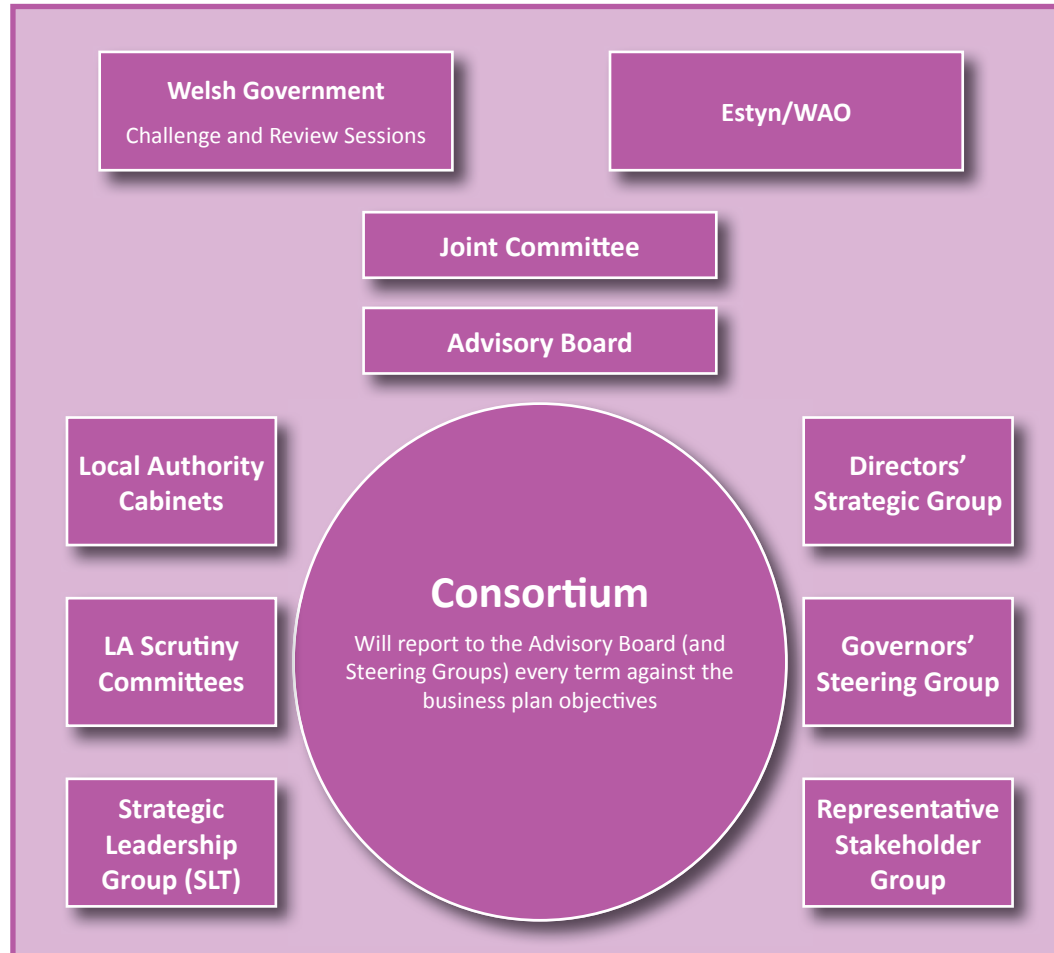 Welsh Government
Challenge and Review Sessions
Estyn/WAO
Joint Committee
Advisory Board
Local Authority
Cabinets
Directors’
Strategic Group
Consortium
Will report to the Advisory Board (and
Steering Groups) every term against the
business plan objectives
LA Scrutiny
Committees
Governors’
Steering Group
Strategic
Leadership
Group (SLT)
Representative
Stakeholder
Group